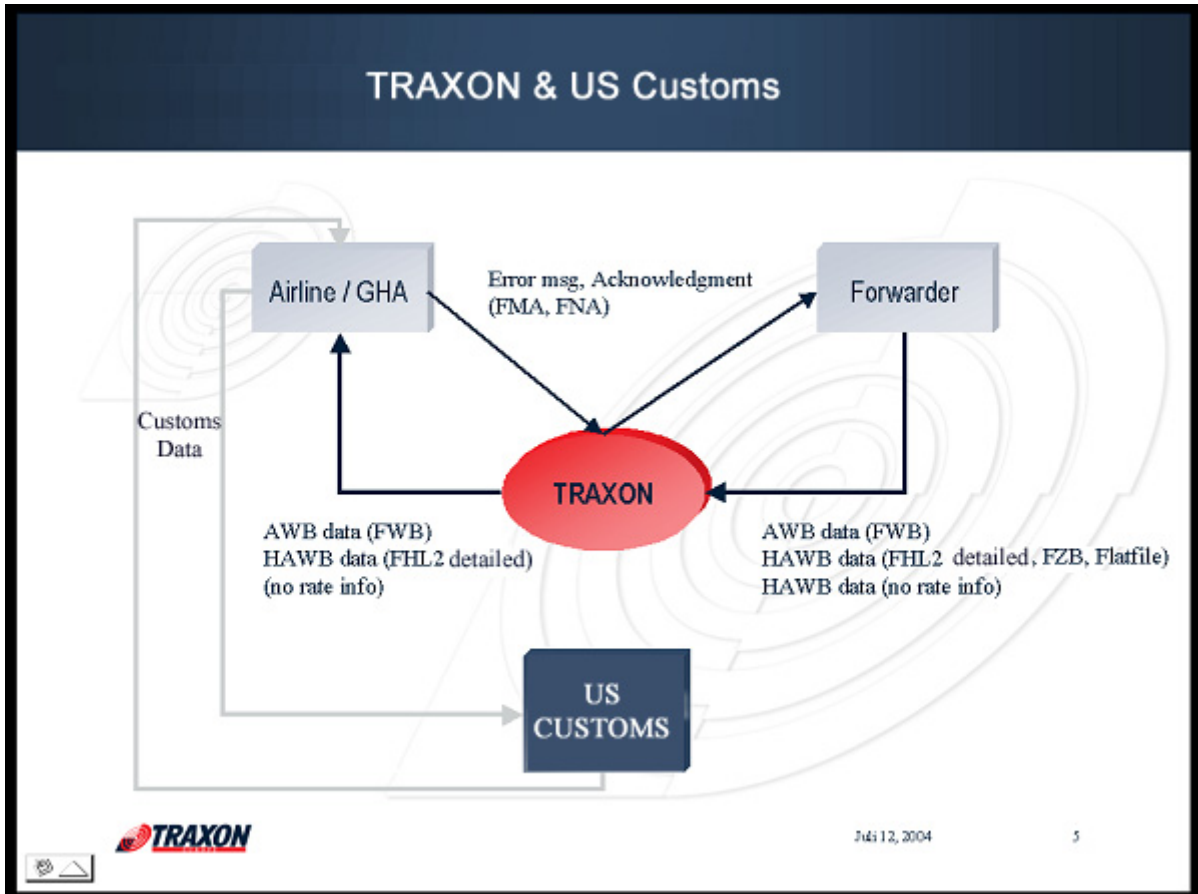 TRAXON & US Customs
Airline / GHA
Error msg, Acknowledgment
(FMA, FNA)
Forwarder
Customs
Data
TRAXON
AWB data (FWB)
HAWB data (FHL2 detailed)
(no rate info)
AWB data (FWB)
HAWB data (FHL2 detailed, FZB, Flatfile)
HAWB data (no rate info)
US
CUSTOMS
TRAXON
Juli 12, 2004
5